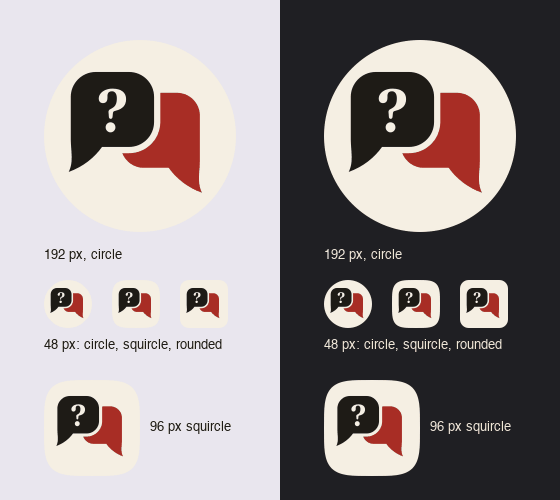 ?
?
192 px, circle
192 px, circle
? ? ?
? ? ?
48 px: circle, squircle, rounded
48 px: circle, squircle, rounded
?
96 px squircle
?
96 px squircle